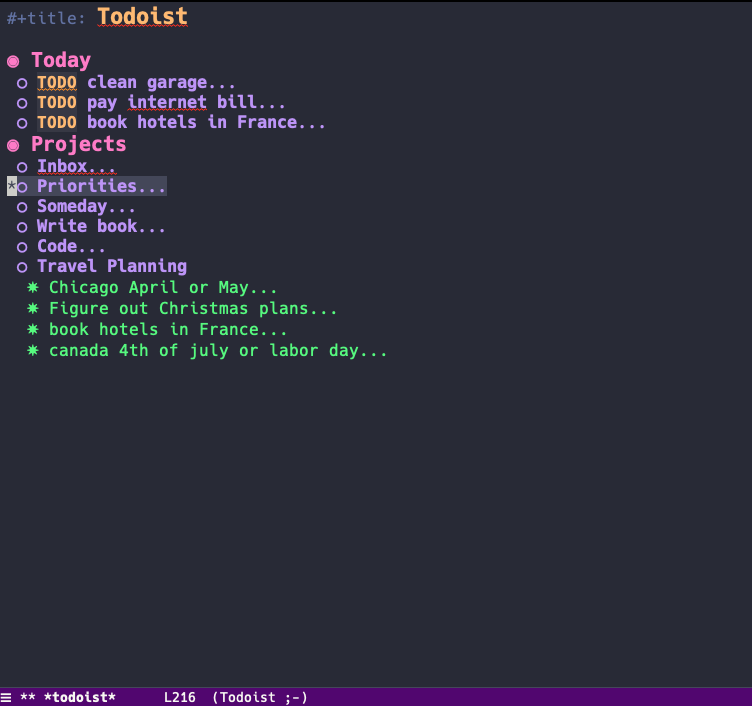 #+title: Todoist
◉ Today
○ TODO clean garage...
○ TODO pay internet bill...
○ TODO book hotels in France...
◉ Projects
○ Inbox...
*○ Priorities...
○ Someday...
○ Write book...
○ Code...
○ Travel Planning
✸ Chicago April or May...
✸ Figure out Christmas plans...
✸ book hotels in France...
✸ canada 4th of july or labor day...
☰ ** *todoist* L216 (Todoist ;-)